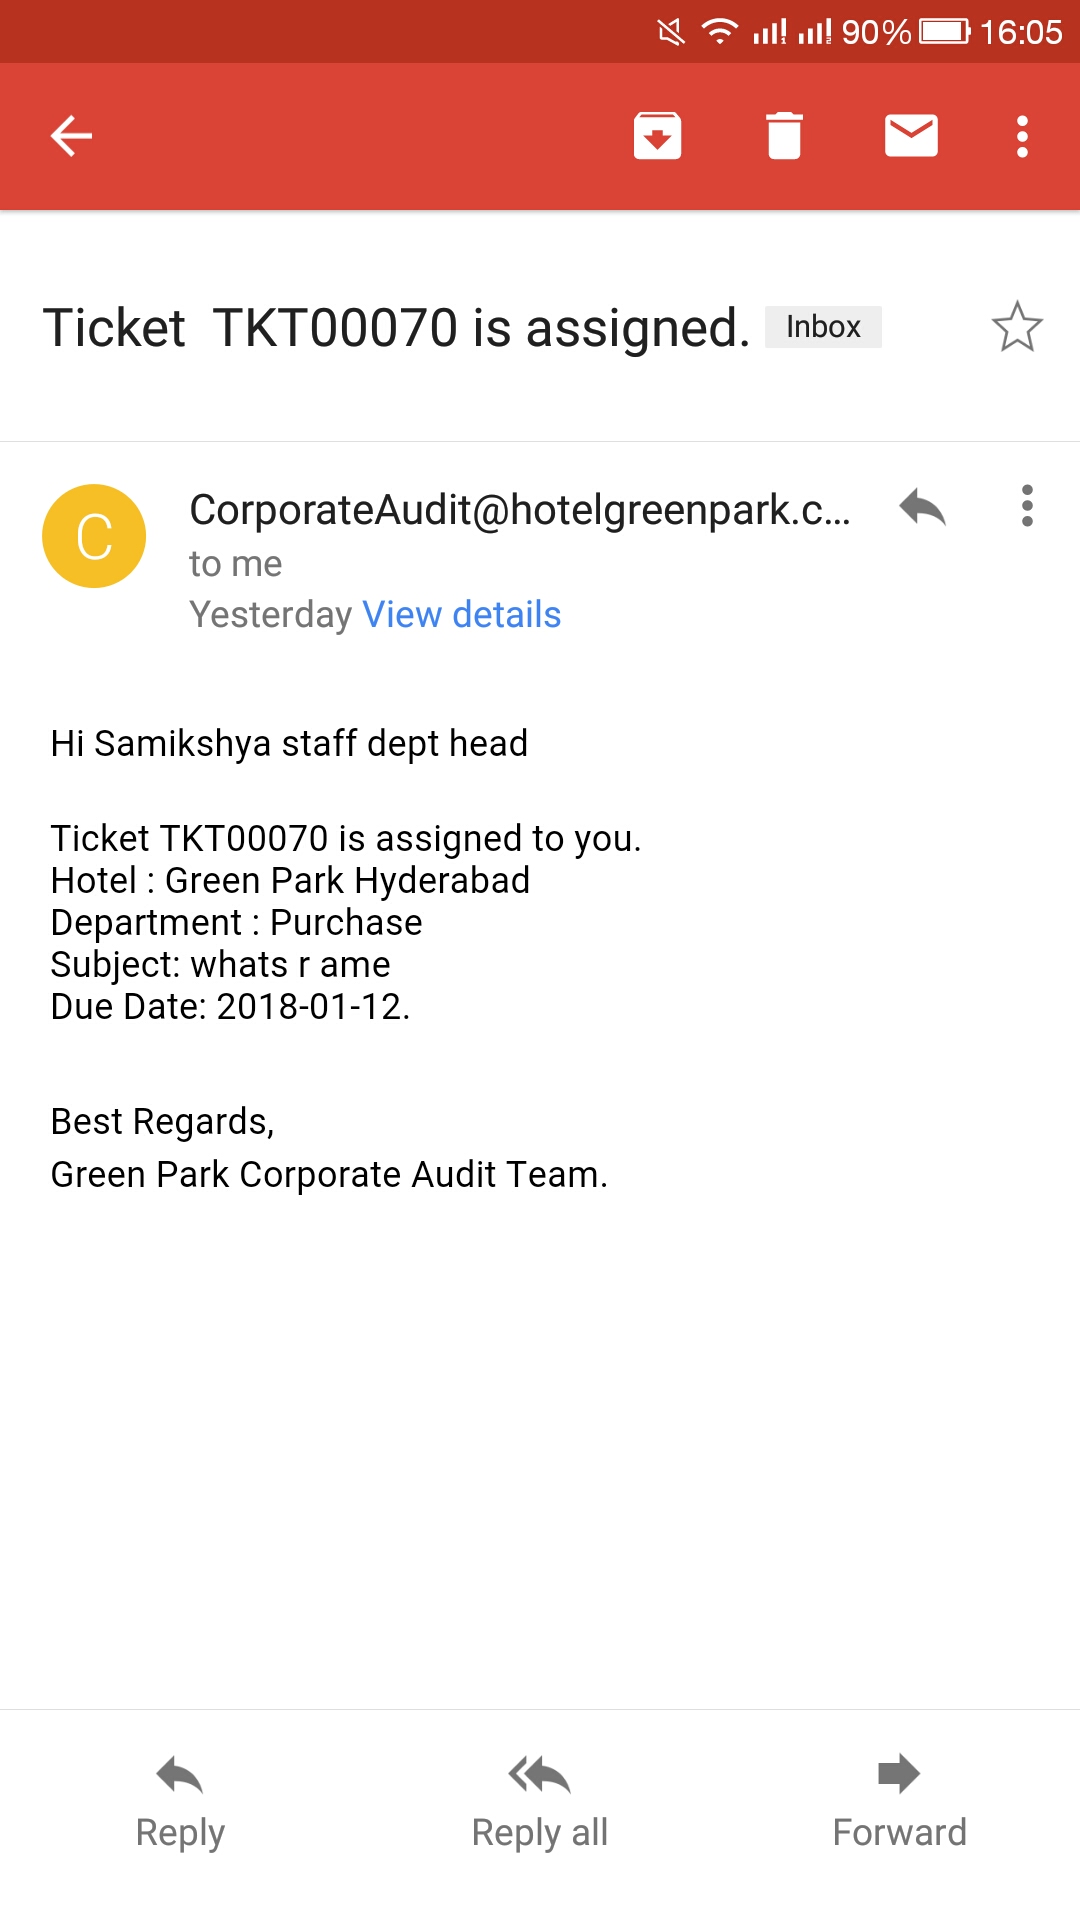 90% 16:05
Ticket  TKT00070 is assigned. Inbox
C
CorporateAudit@hotelgreenpark.c...
to me
Yesterday View details
Hi Samikshya staff dept head
Ticket TKT00070 is assigned to you.
Hotel : Green Park Hyderabad
Department : Purchase
Subject: whats r ame
Due Date: 2018-01-12.
Best Regards,
Green Park Corporate Audit Team.
Reply Reply all Forward